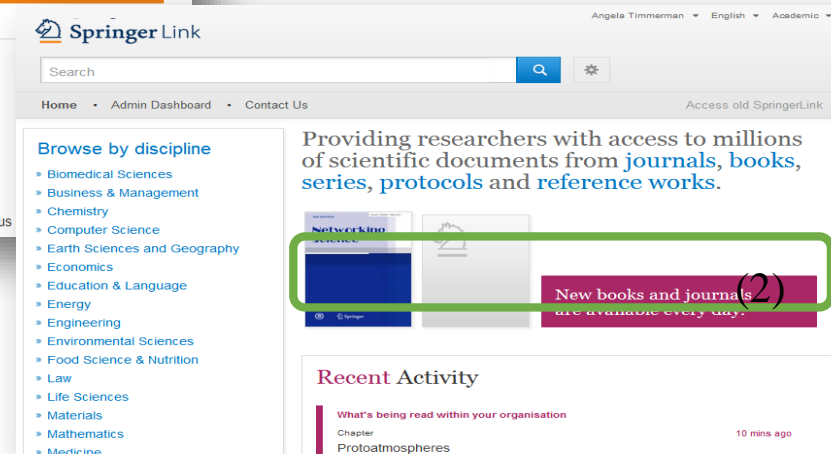 Angela Timmerman English Academic
Springer Link
Search
Home • Admin Dashboard • Contact Us
Access old SpringerLink
us
Browse by discipline
» Biomedical Sciences
» Business & Management
» Chemistry
» Computer Science
» Earth Sciences and Geography
» Economics
» Education & Language
» Energy
» Engineering
» Environmental Sciences
» Food Science & Nutrition
» Law
» Life Sciences
» Materials
» Mathematics
» Medicine
Providing researchers with access to millions
of scientific documents from journals, books,
series, protocols and reference works.
Networking
Science
Springer
New books and journals
are available every day.
(2)
Recent Activity
What's being read within your organisation
Chapter
10 mins ago
Protoatmospheres